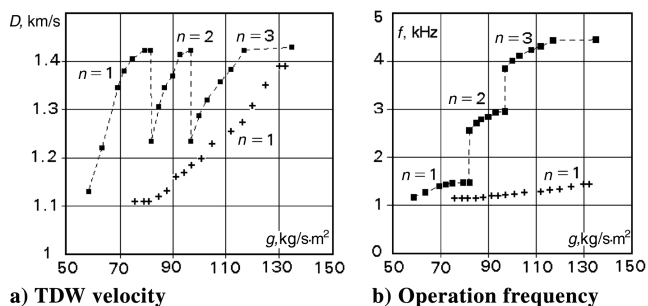 D, km/s
1.4
1.3
1.2
1.1
1
n = 1
n = 2
n = 3
n = 1
g, kg/s·m²
50 70 90 110 130 150
a) TDW velocity
f, kHz
5
4
3
2
1
0
n = 3
n = 2
n = 1
n = 1
g, kg/s·m²
50 70 90 110 130 150
b) Operation frequency